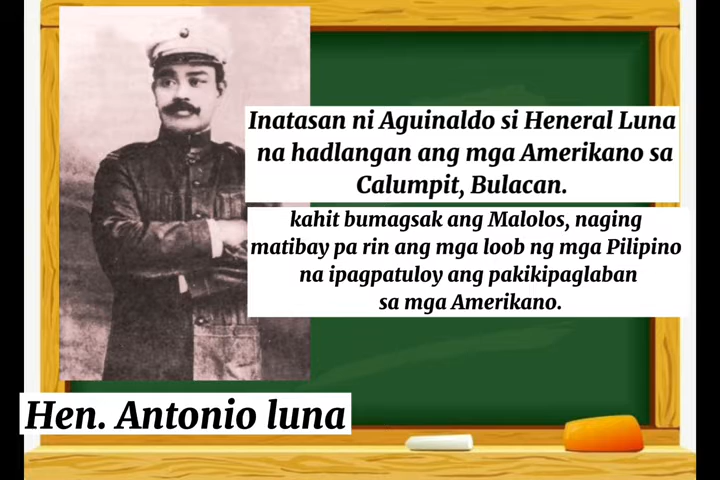 Inatasan ni Aguinaldo si Heneral Luna
na hadlangan ang mga Amerikano sa
Calumpit, Bulacan.
kahit bumagsak ang Malolos, naging
matibay pa rin ang mga loob ng mga Pilipino
na ipagpatuloy ang pakikipaglaban
sa mga Amerikano.
Hen. Antonio luna